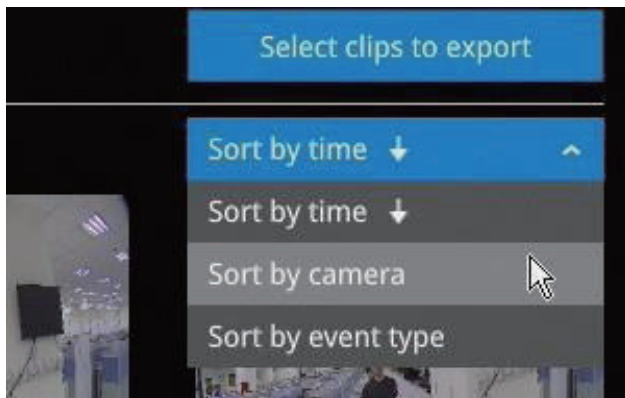 Select clips to export
Sort by time ↓
Sort by time ↓
Sort by camera
Sort by event type